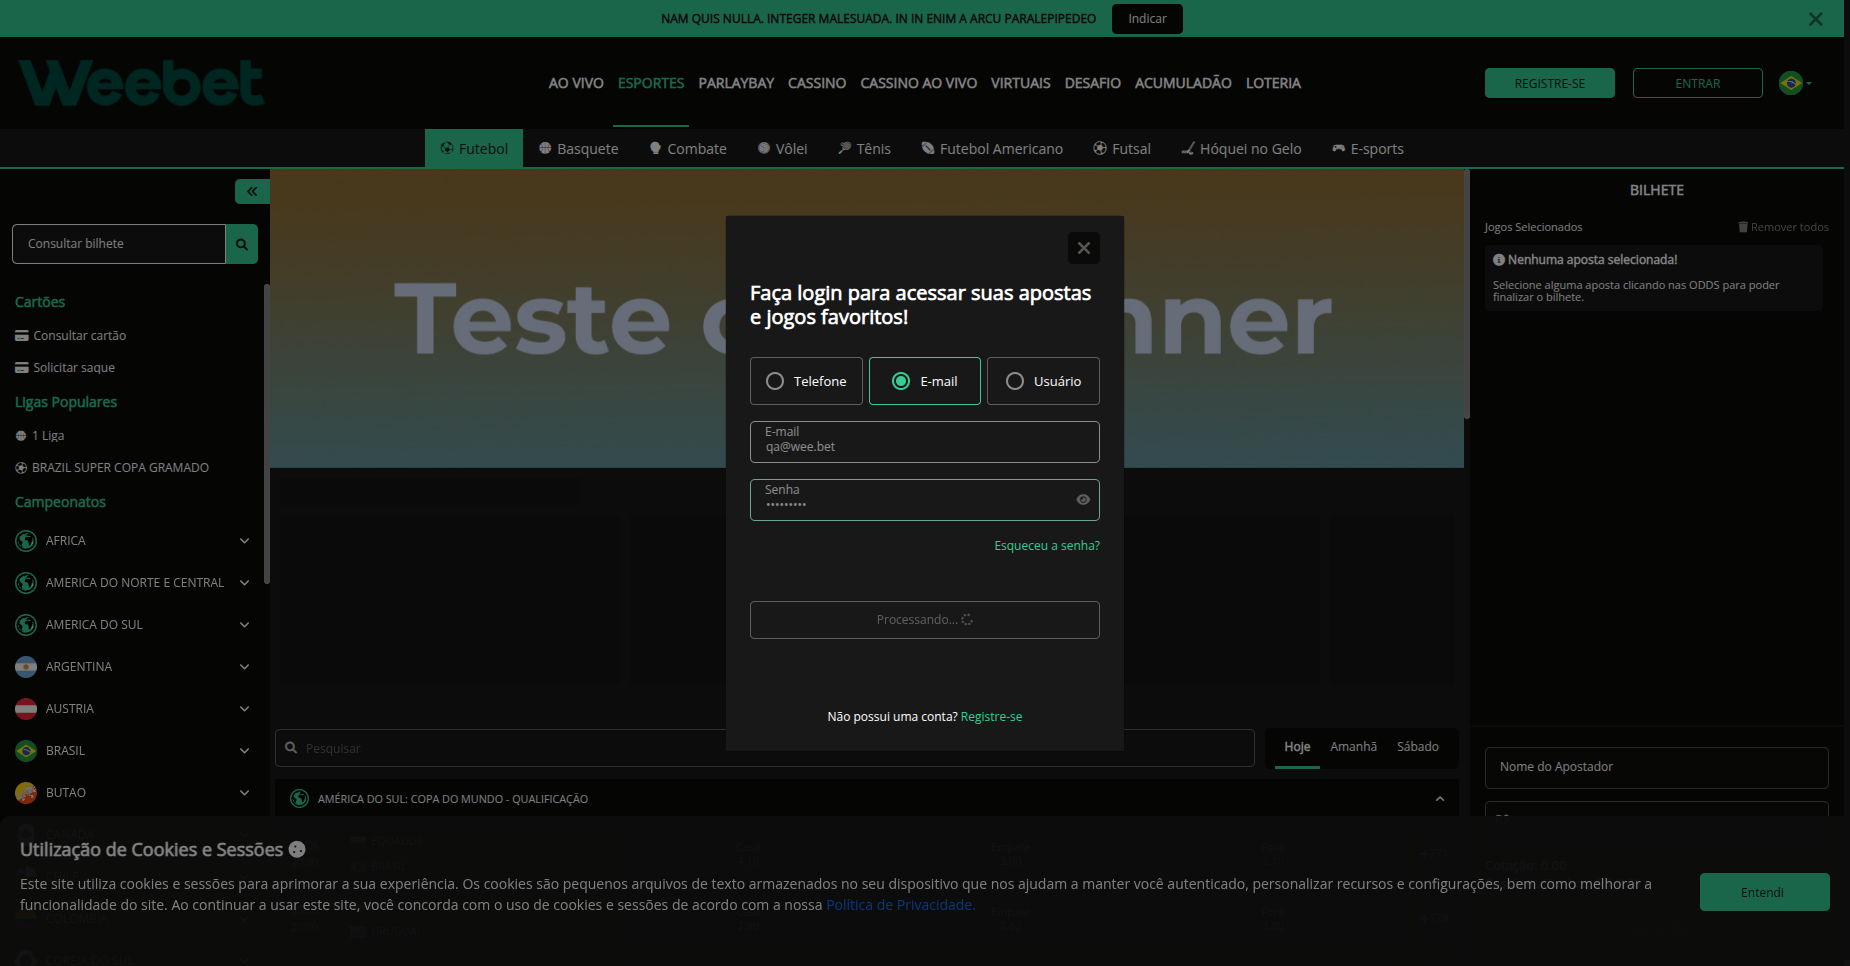 NAM QUIS NULLA. INTEGER MALESUADA. IN IN ENIM A ARCU PARALEPIPEDEO Indicar
Weebet
AO VIVO ESPORTES PARLAYBAY CASSINO CASSINO AO VIVO VIRTUAIS DESAFIO ACUMULADÃO LOTERIA
REGISTRE-SE ENTRAR
Futebol Basquete Combate Vôlei Tênis Futebol Americano Futsal Hóquei no Gelo E-sports
Consultar bilhete
Cartões
Consultar cartão
Solicitar saque
Ligas Populares
1 Liga
BRAZIL SUPER COPA GRAMADO
Campeonatos
AFRICA
AMERICA DO NORTE E CENTRAL
AMERICA DO SUL
ARGENTINA
AUSTRIA
BRASIL
BUTAO
Teste
nner
Faça login para acessar suas apostas
e jogos favoritos!
Telefone E-mail Usuário
E-mail
qa@wee.bet
Senha
•••••••••
Esqueceu a senha?
Processando...
Não possui uma conta? Registre-se
Pesquisar
Hoje Amanhã Sábado
AMÉRICA DO SUL: COPA DO MUNDO - QUALIFICAÇÃO
BILHETE
Jogos Selecionados Remover todos
Nenhuma aposta selecionada!
Selecione alguma aposta clicando nas ODDS para poder
finalizar o bilhete.
Nome do Apostador
Cotação: 0.00
Utilização de Cookies e Sessões
Este site utiliza cookies e sessões para aprimorar a sua experiência. Os cookies são pequenos arquivos de texto armazenados no seu dispositivo que nos ajudam a manter você autenticado, personalizar recursos e configurações, bem como melhorar a
funcionalidade do site. Ao continuar a usar este site, você concorda com o uso de cookies e sessões de acordo com a nossa Política de Privacidade.
Entendi